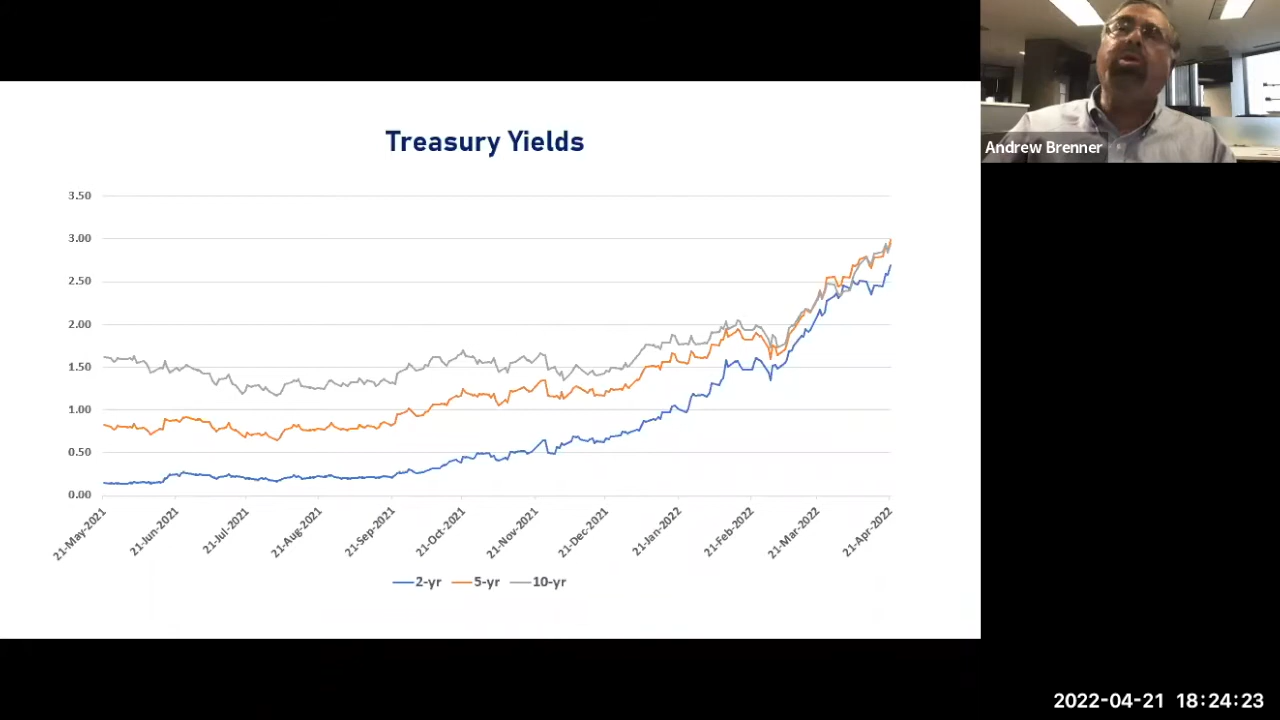 Treasury Yields
Andrew Brenner
3.50
3.00
2.50
2.00
1.50
1.00
0.50
0.00
21-May-2021
21-Jun-2021
21-Jul-2021
21-Aug-2021
21-Sep-2021
21-Oct-2021
21-Nov-2021
21-Dec-2021
21-Jan-2022
21-Feb-2022
21-Mar-2022
21-Apr-2022
2-yr 5-yr 10-yr
2022-04-21 18:24:23